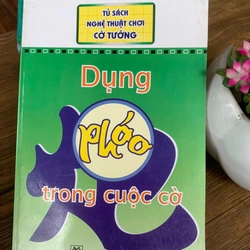 TỦ SÁCH
NGHỆ THUẬT CHƠI
CỜ TƯỚNG
Dụng
pháo
trong cuộc cờ